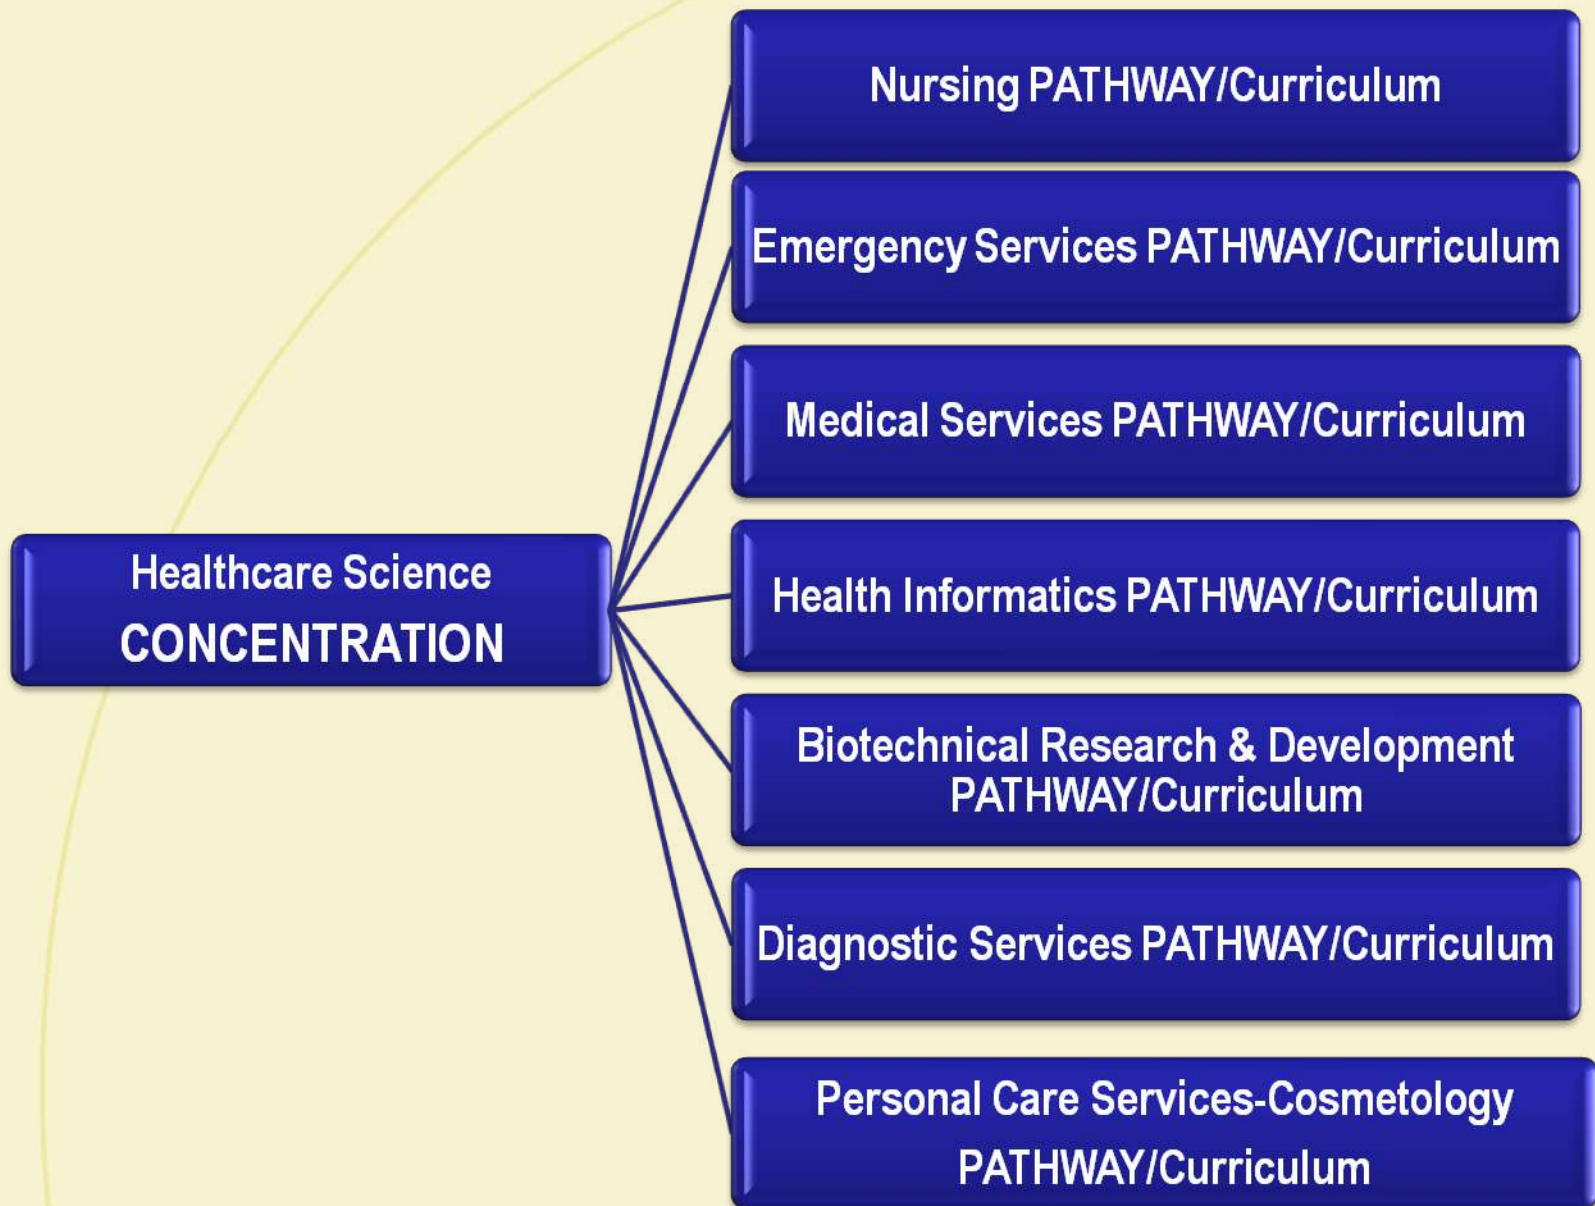 Healthcare Science
CONCENTRATION
Nursing PATHWAY/Curriculum
Emergency Services PATHWAY/Curriculum
Medical Services PATHWAY/Curriculum
Health Informatics PATHWAY/Curriculum
Biotechnical Research & Development
PATHWAY/Curriculum
Diagnostic Services PATHWAY/Curriculum
Personal Care Services-Cosmetology
PATHWAY/Curriculum